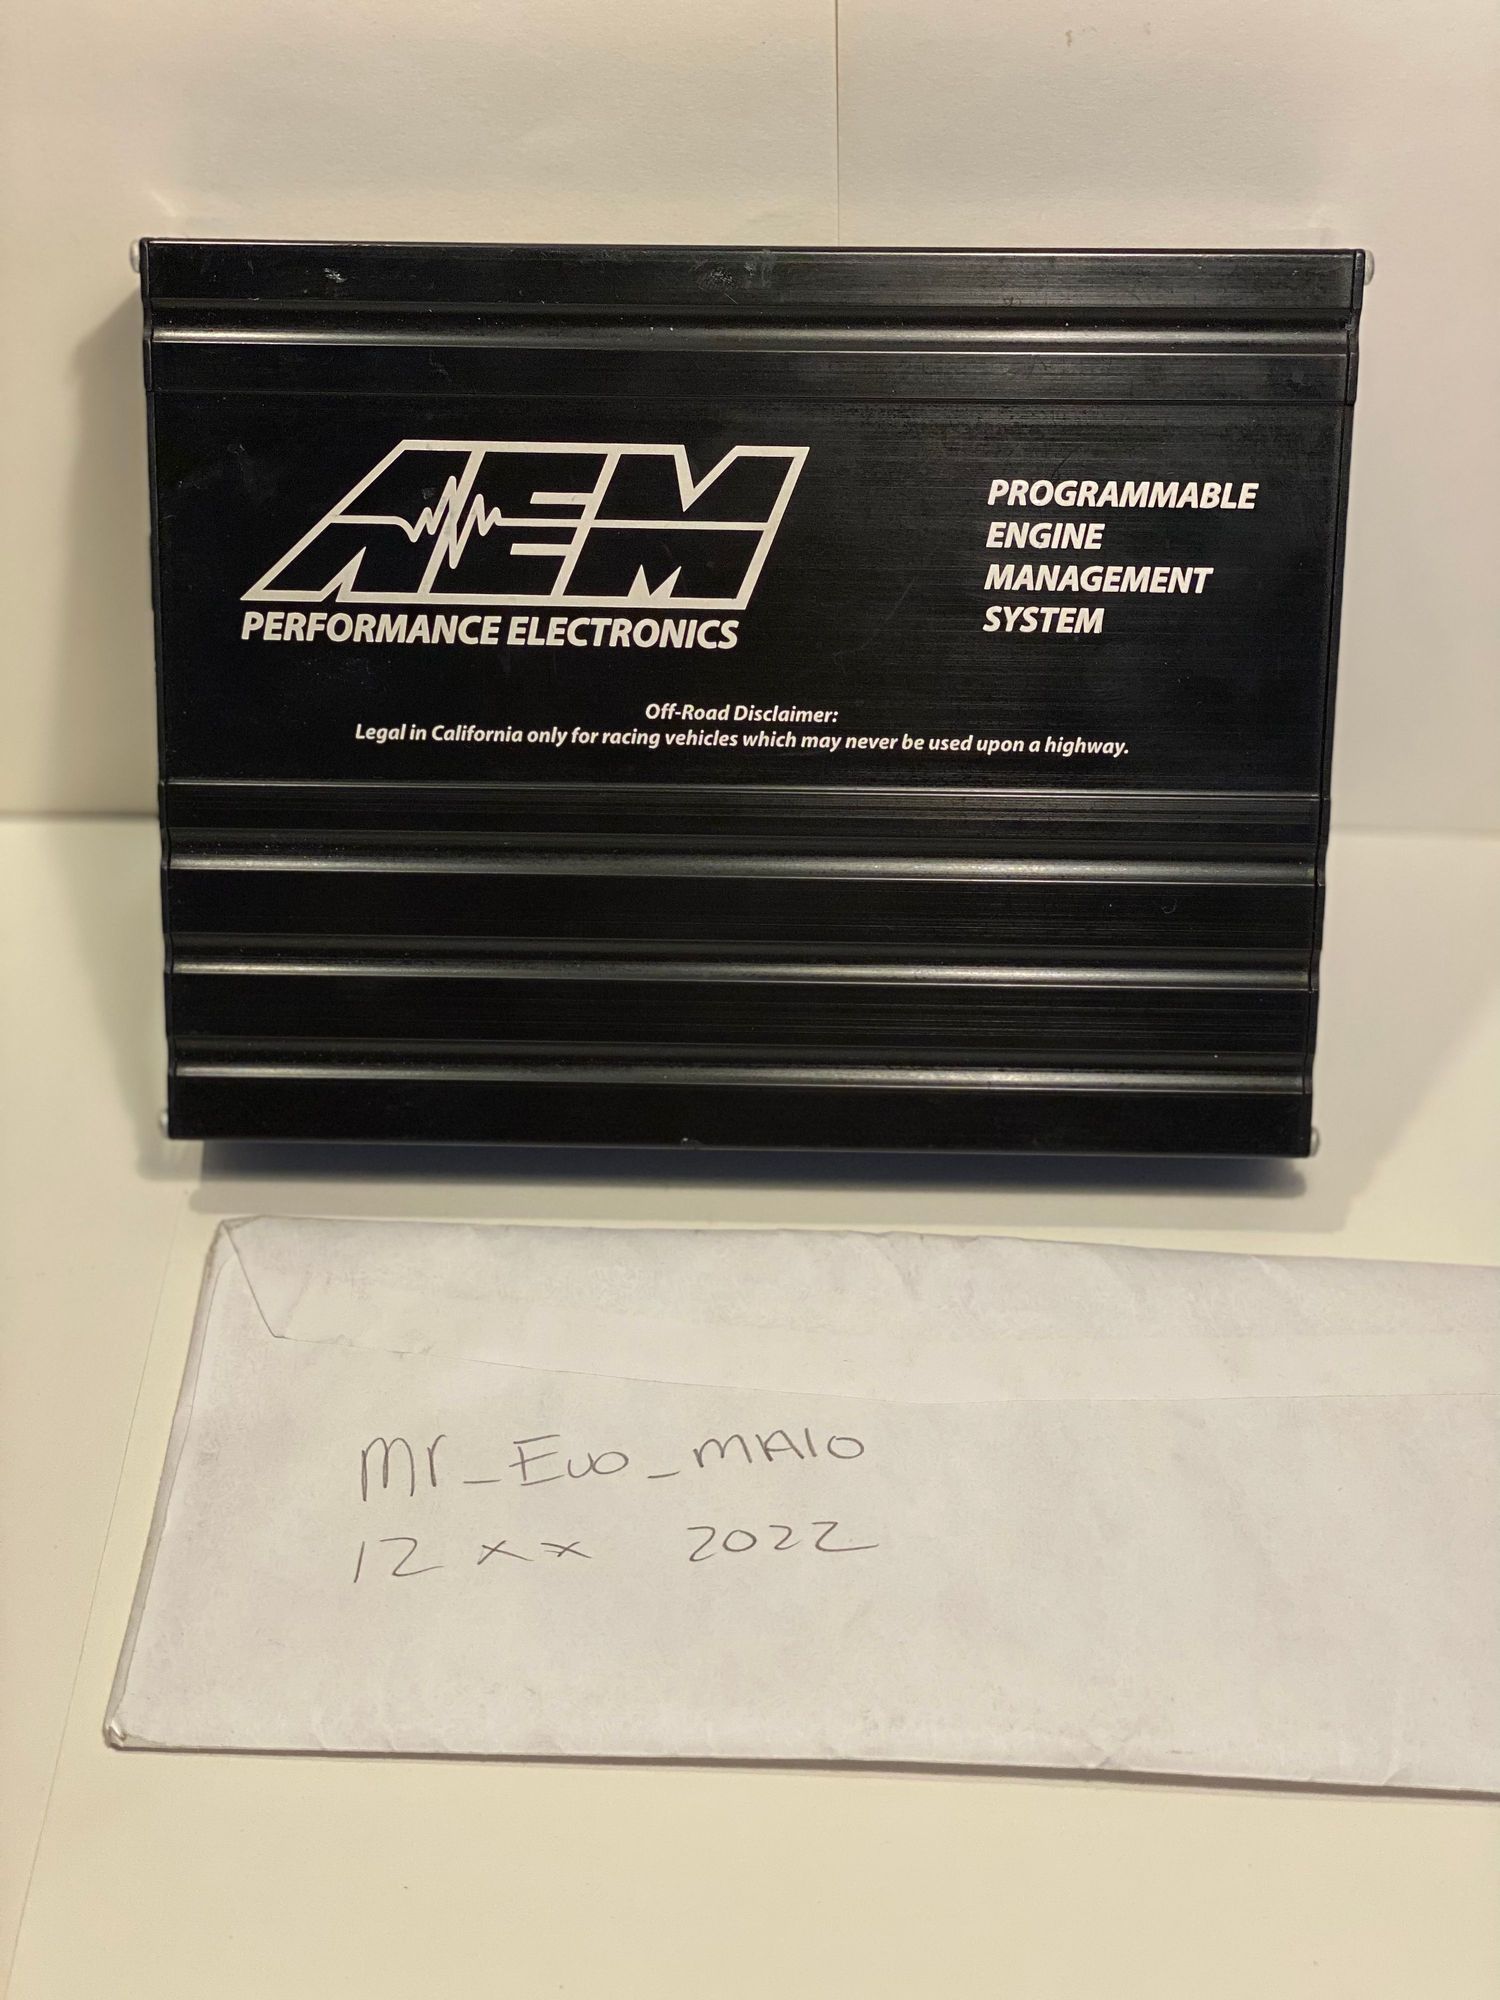 AEM
PERFORMANCE ELECTRONICS
PROGRAMMABLE
ENGINE
MANAGEMENT
SYSTEM
Off-Road Disclaimer:
Legal in California only for racing vehicles which may never be used upon a highway.
Mr_Evo_MAIO
12 xx 2022